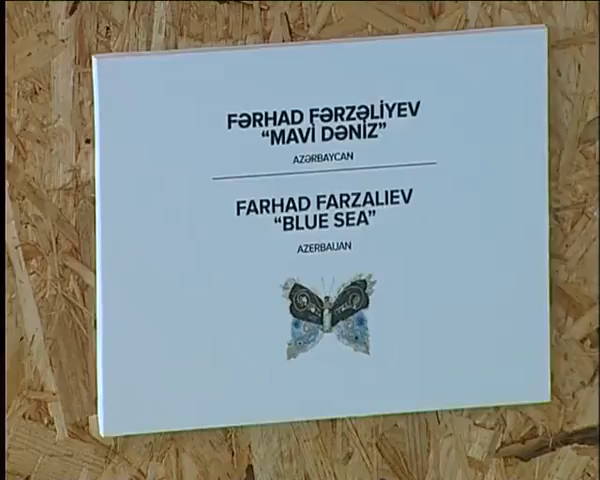 FƏRHAD FƏRZƏLİYEV
“MAVİ DƏNİZ”
AZƏRBAYCAN
FARHAD FARZALIEV
“BLUE SEA”
AZERBAIJAN